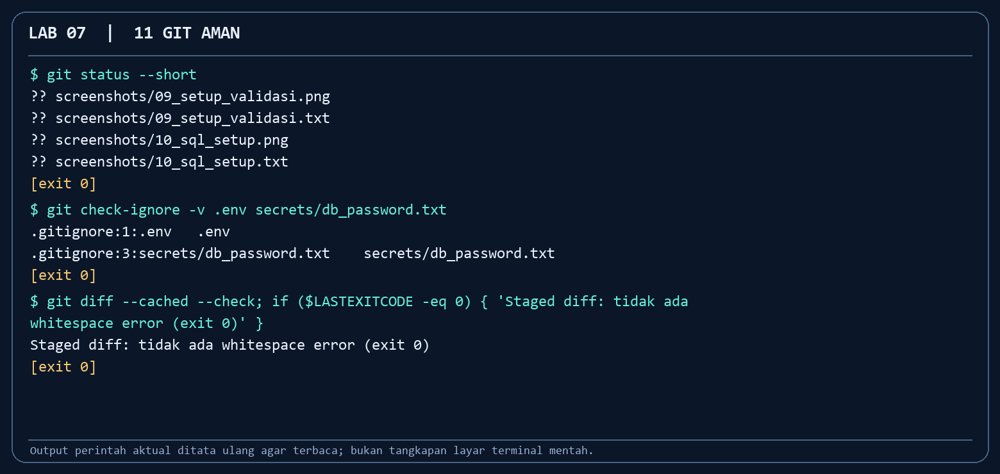 LAB 07  |  11 GIT AMAN
$ git status --short
?? screenshots/09_setup_validasi.png
?? screenshots/09_setup_validasi.txt
?? screenshots/10_sql_setup.png
?? screenshots/10_sql_setup.txt
[exit 0]
$ git check-ignore -v .env secrets/db_password.txt
.gitignore:1:.env   .env
.gitignore:3:secrets/db_password.txt    secrets/db_password.txt
[exit 0]
$ git diff --cached --check; if ($LASTEXITCODE -eq 0) { 'Staged diff: tidak ada
whitespace error (exit 0)' }
Staged diff: tidak ada whitespace error (exit 0)
[exit 0]
Output perintah aktual ditata ulang agar terbaca; bukan tangkapan layar terminal mentah.